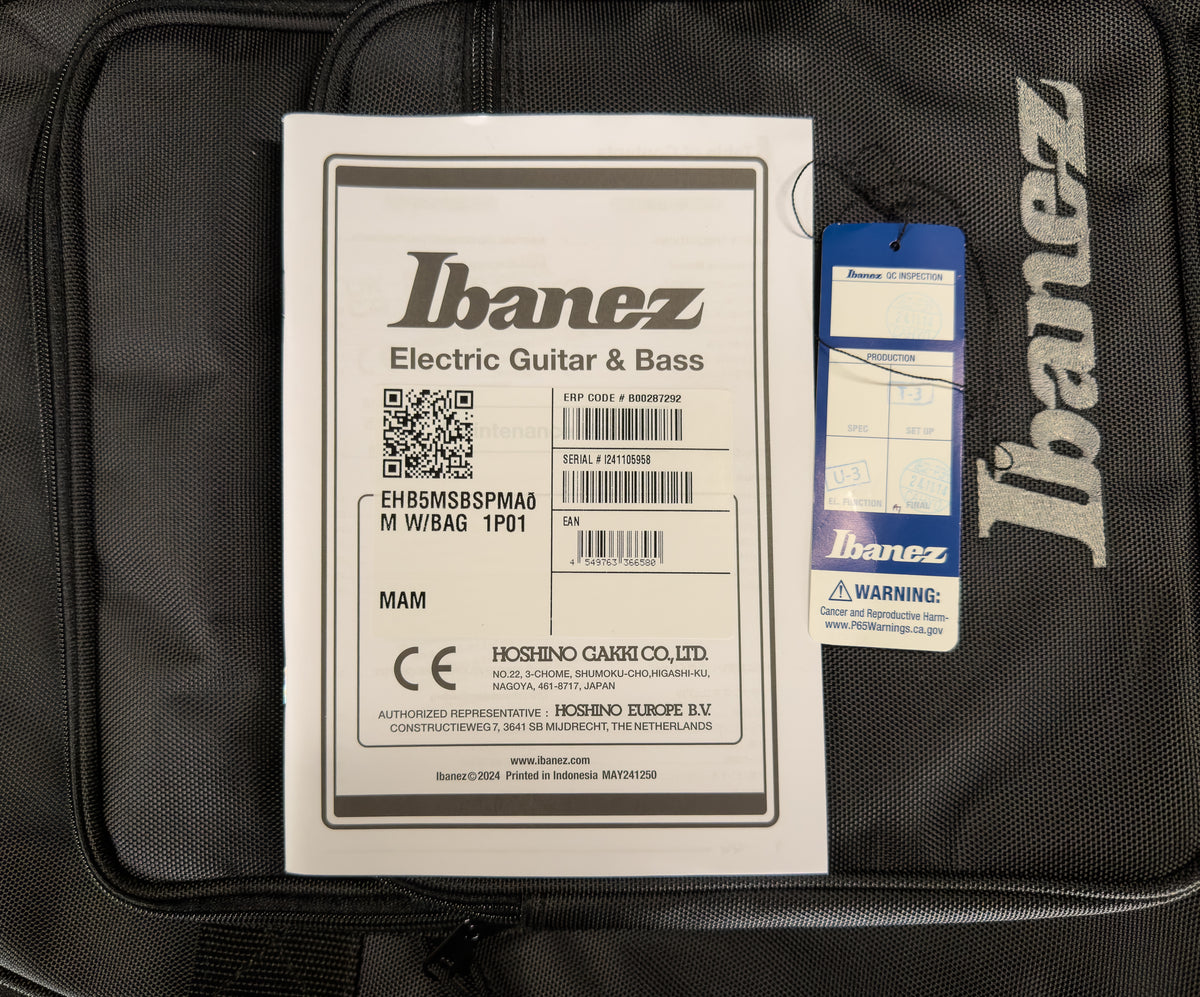 Ibanez
Electric Guitar & Bass
ERP CODE # B00287292
SERIAL # I241105958
EAN
4 549763 366580
EHB5MSBSPMAð
M W/BAG 1P01
MAM
CE
HOSHINO GAKKI CO., LTD.
NO.22, 3-CHOME, SHUMOKU-CHO,HIGASHI-KU,
NAGOYA, 461-8717, JAPAN
AUTHORIZED REPRESENTATIVE : HOSHINO EUROPE B.V.
CONSTRUCTIEWEG 7, 3641 SB MIJDRECHT, THE NETHERLANDS
www.ibanez.com
Ibanez©2024 Printed in Indonesia MAY241250
Ibanez QC INSPECTION
PRODUCTION
T-3
SPEC
SET UP
U-3
24.11.14
EL. FUNCTION
FINAL
Ibanez
⚠WARNING:
Cancer and Reproductive Harm-
www.P65Warnings.ca.gov
Ibanez